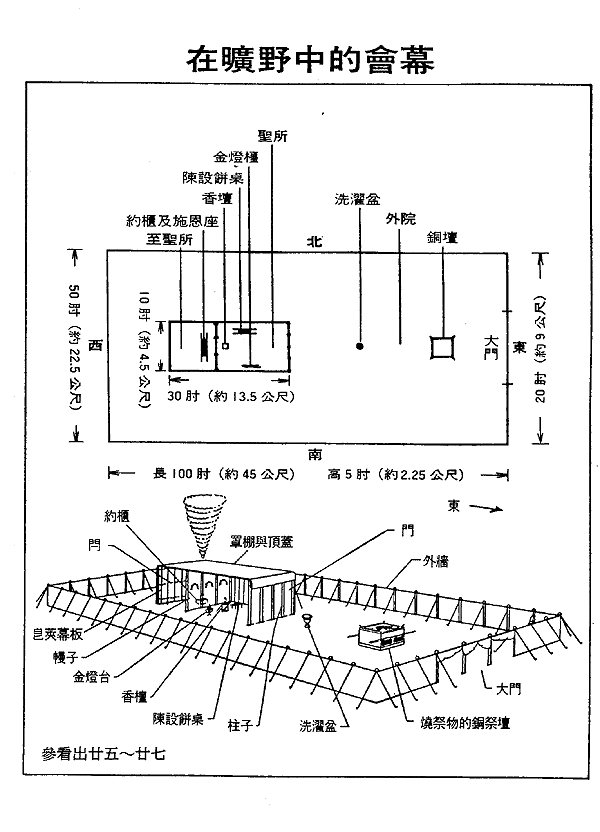 在曠野中的會幕
聖所
金燈檯
陳設餅桌
香壇
約櫃及施恩座
至聖所
洗濯盆
外院
銅壇
北
西
東
南
大門
50肘（約22.5公尺）
10肘（約4.5公尺）
30肘（約13.5公尺）
20肘（約9公尺）
長100肘（約45公尺）
高5肘（約2.25公尺）
東
約櫃
門
罩棚與頂蓋
門
外牆
皀莢幕板
幔子
金燈台
香壇
陳設餅桌
柱子
洗濯盆
燒祭物的銅祭壇
大門
參看出廿五～廿七